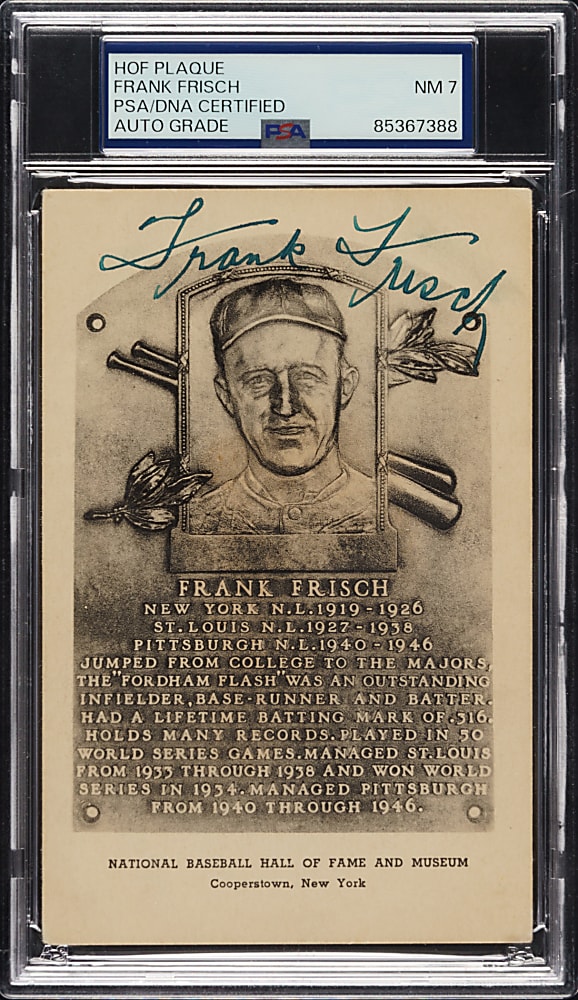 HOF PLAQUE
FRANK FRISCH NM 7
PSA/DNA CERTIFIED
AUTO GRADE PSA 85367388
Frank Frisch
FRANK FRISCH
NEW YORK N.L. 1919-1926
ST. LOUIS N.L. 1927-1938
PITTSBURGH N.L. 1940-1946
JUMPED FROM COLLEGE TO THE MAJORS,
THE "FORDHAM FLASH" WAS AN OUTSTANDING
INFIELDER, BASE-RUNNER AND BATTER.
HAD A LIFETIME BATTING MARK OF .316.
HOLDS MANY RECORDS. PLAYED IN 50
WORLD SERIES GAMES. MANAGED ST. LOUIS
FROM 1933 THROUGH 1938 AND WON WORLD
SERIES IN 1934. MANAGED PITTSBURGH
FROM 1940 THROUGH 1946.
NATIONAL BASEBALL HALL OF FAME AND MUSEUM
Cooperstown, New York